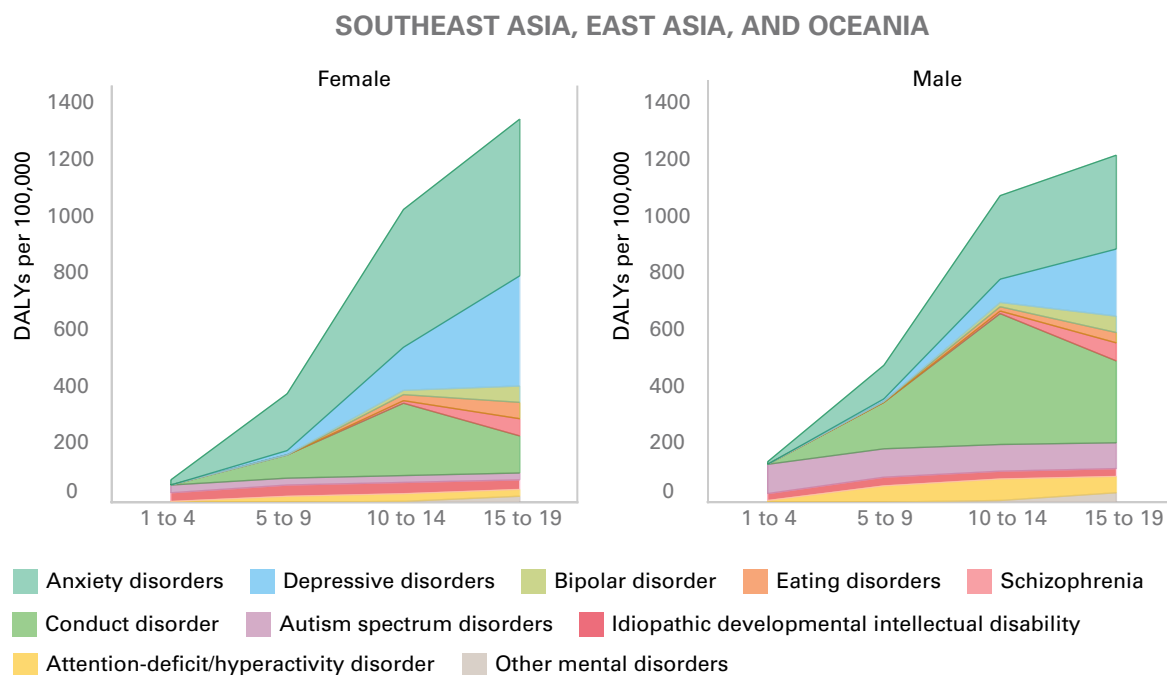 SOUTHEAST ASIA, EAST ASIA, AND OCEANIA
Female
DALYs per 100,000
1400
1200
1000
800
600
400
200
0
1 to 4 5 to 9 10 to 14 15 to 19
Male
DALYs per 100,000
1400
1200
1000
800
600
400
200
0
1 to 4 5 to 9 10 to 14 15 to 19
Anxiety disorders Depressive disorders Bipolar disorder Eating disorders Schizophrenia
Conduct disorder Autism spectrum disorders Idiopathic developmental intellectual disability
Attention-deficit/hyperactivity disorder Other mental disorders